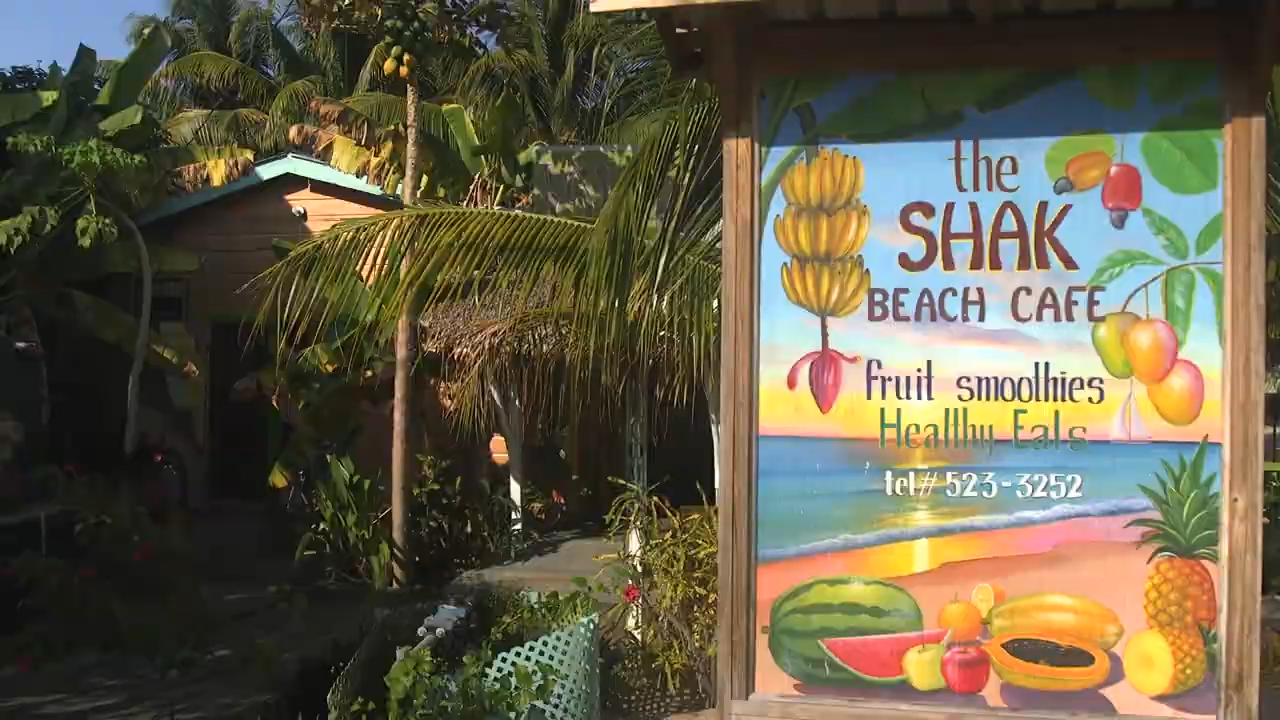 the
SHAK
BEACH CAFE
fruit smoothies
Healthy Eats
tel# 523-3252